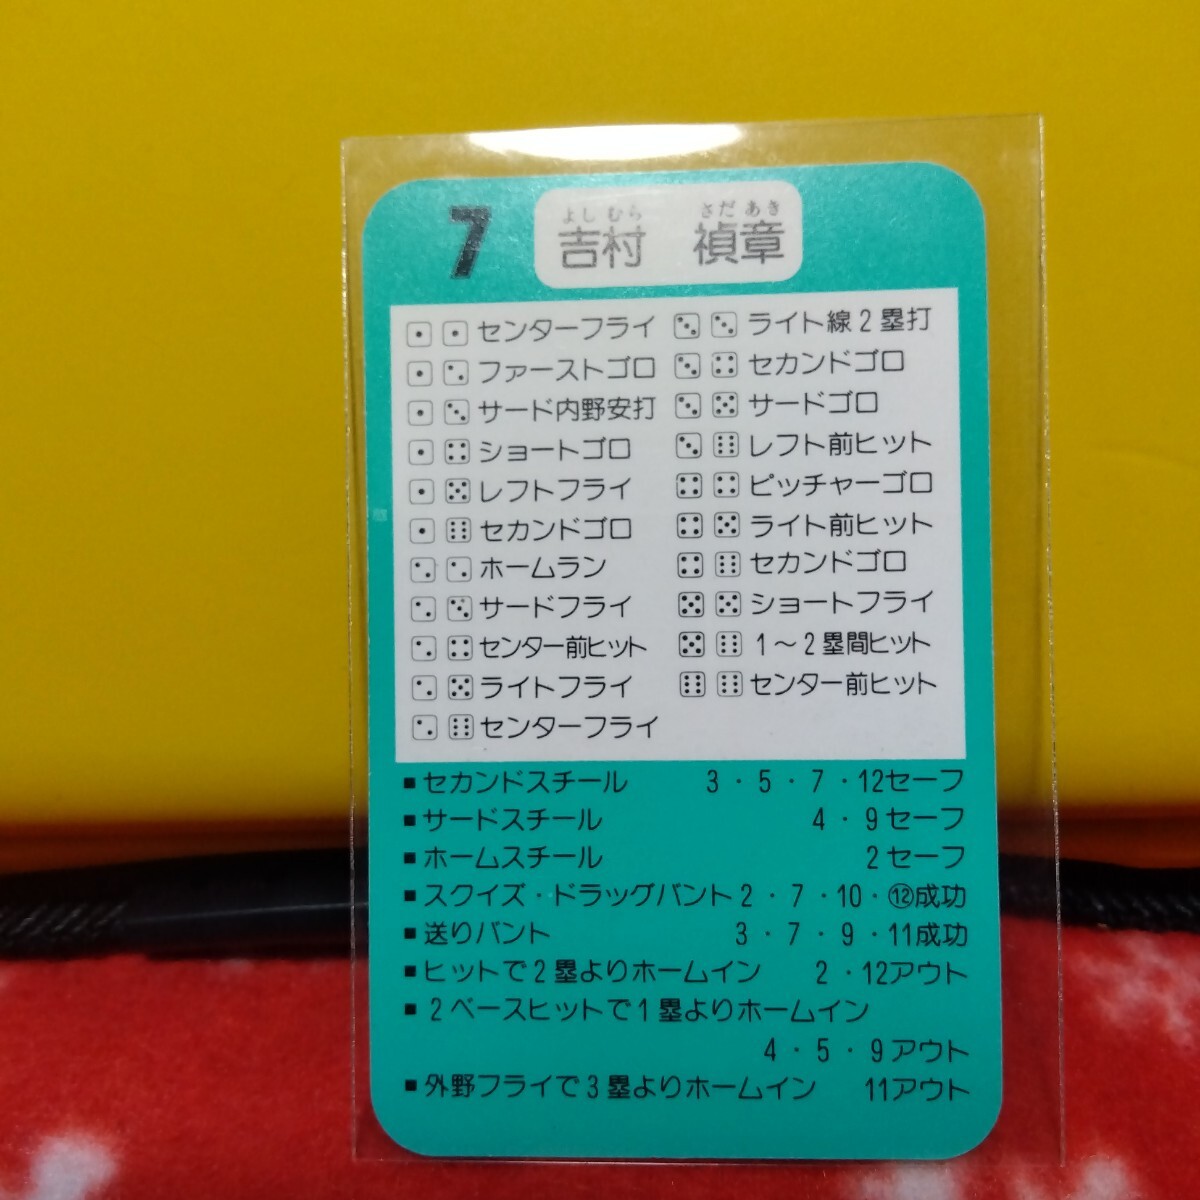 7
よしむら さだあき
吉村 禎章
センターフライ
ファーストゴロ
サード内野安打
ショートゴロ
レフトフライ
セカンドゴロ
ホームラン
サードフライ
センター前ヒット
ライトフライ
センターフライ
ライト線2塁打
セカンドゴロ
サードゴロ
レフト前ヒット
ピッチャーゴロ
ライト前ヒット
セカンドゴロ
ショートフライ
1〜2塁間ヒット
センター前ヒット
■セカンドスチール 3・5・7・12セーフ
■サードスチール 4・9セーフ
■ホームスチール 2セーフ
■スクイズ・ドラッグバント2・7・10・⑫成功
■送りバント 3・7・9・11成功
■ヒットで2塁よりホームイン 2・12アウト
■2ベースヒットで1塁よりホームイン
4・5・9アウト
■外野フライで3塁よりホームイン 11アウト